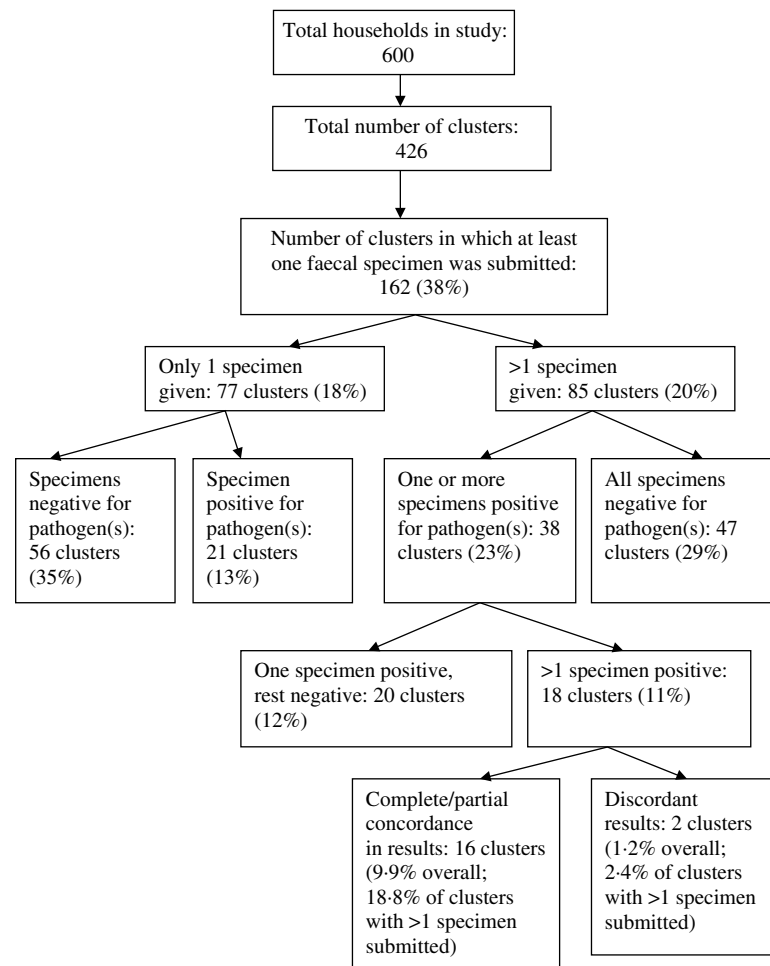 Total households in study:
600
Total number of clusters:
426
Number of clusters in which at least
one faecal specimen was submitted:
162 (38%)
Only 1 specimen
given: 77 clusters (18%)
>1 specimen
given: 85 clusters (20%)
Specimens
negative for
pathogen(s):
56 clusters
(35%)
Specimen
positive for
pathogen(s):
21 clusters
(13%)
One or more
specimens positive
for pathogen(s): 38
clusters (23%)
All specimens
negative for
pathogen(s): 47
clusters (29%)
One specimen positive,
rest negative: 20 clusters
(12%)
>1 specimen positive:
18 clusters (11%)
Complete/partial
concordance
in results: 16 clusters
(9·9% overall;
18·8% of clusters
with >1 specimen
submitted)
Discordant
results: 2 clusters
(1·2% overall;
2·4% of clusters
with >1 specimen
submitted)